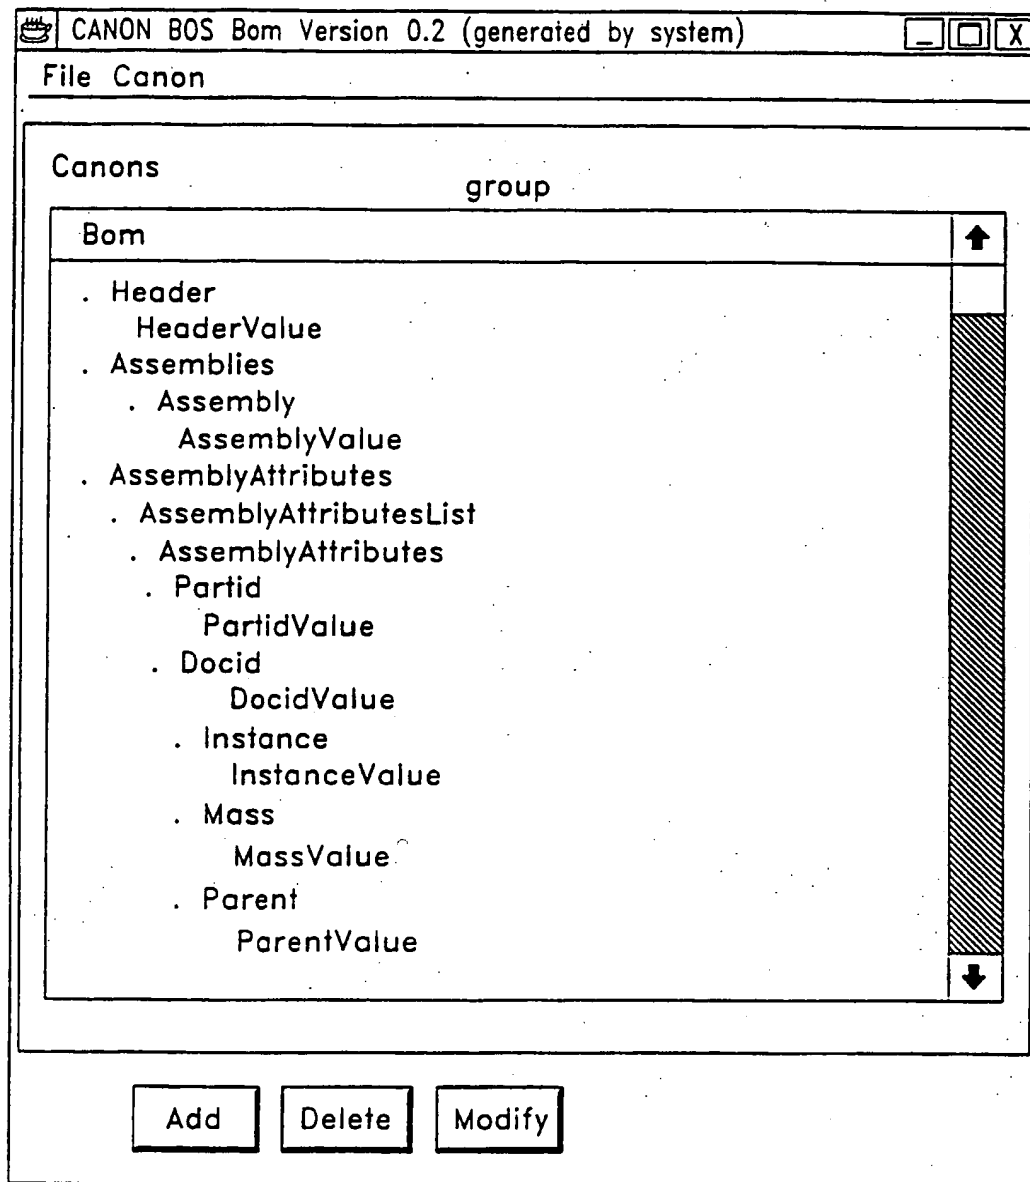 CANON BOS Bom Version 0.2 (generated by system) _ X
File Canon
Canons
group
Bom
. Header
HeaderValue
. Assemblies
. Assembly
AssemblyValue
. AssemblyAttributes
. AssemblyAttributesList
. AssemblyAttributes
. Partid
PartidValue
. Docid
DocidValue
. Instance
InstanceValue
. Mass
MassValue
. Parent
ParentValue
Add Delete Modify